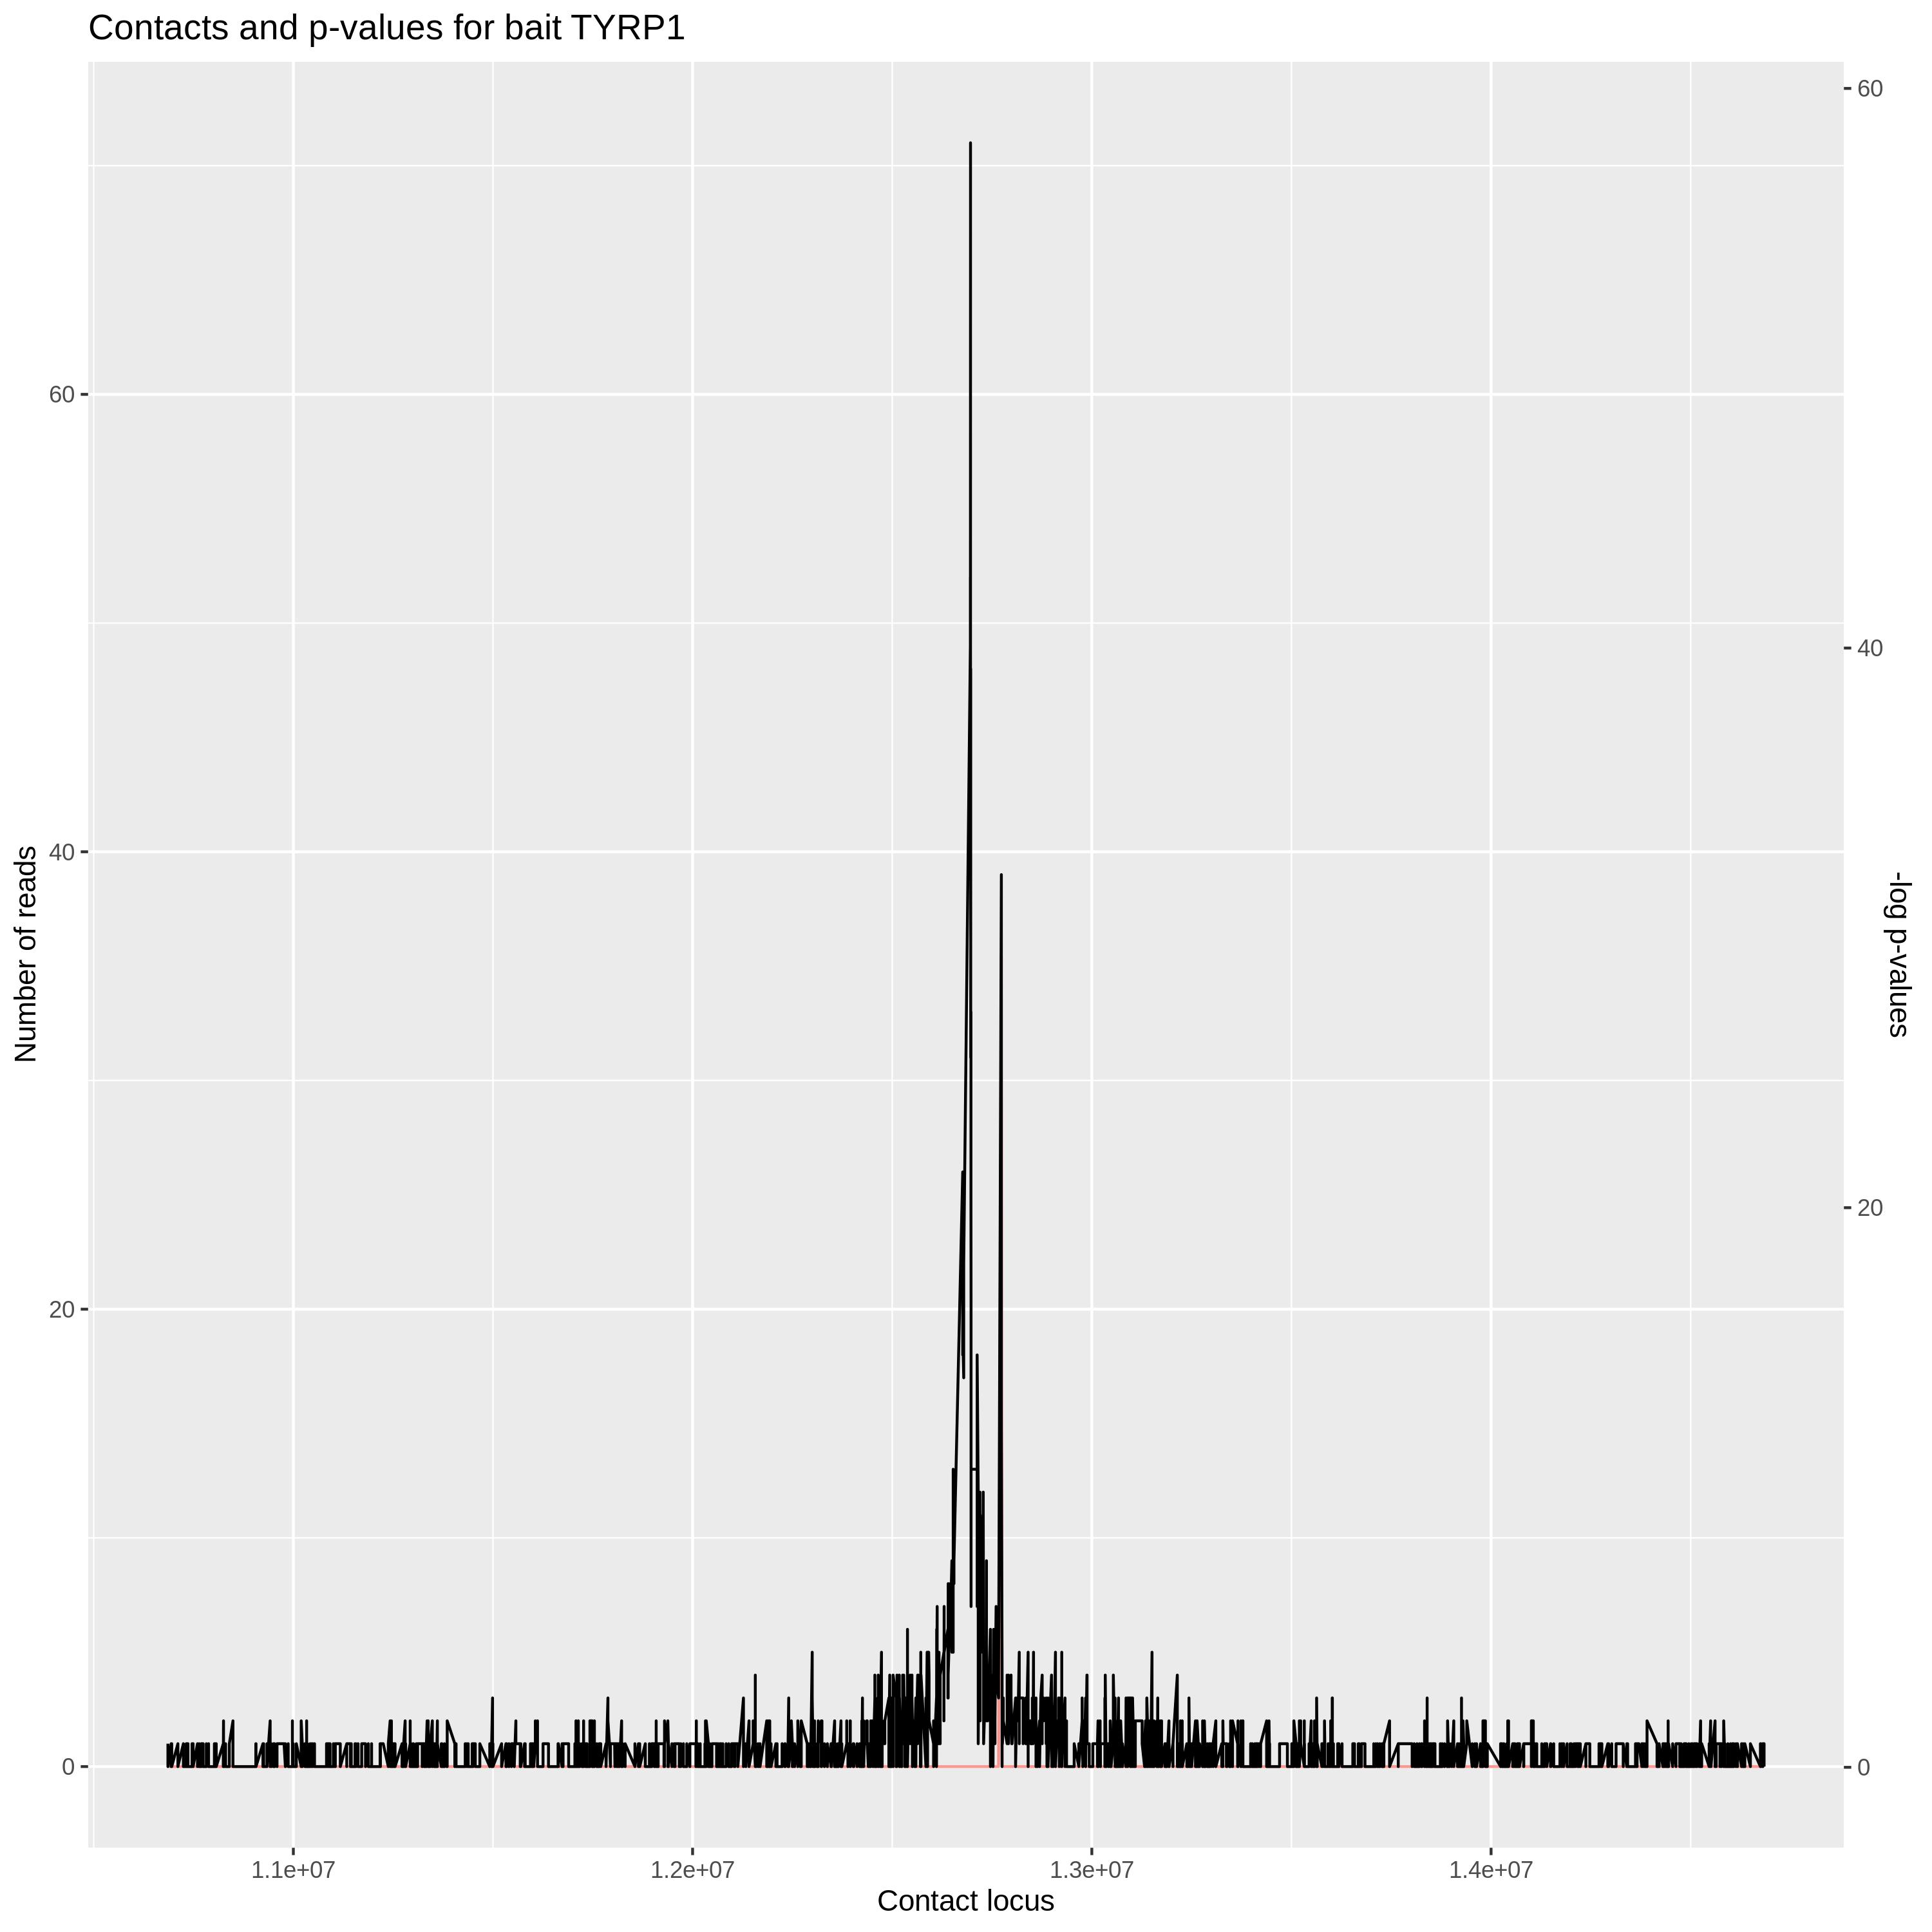 Contacts and p-values for bait TYRP1
60
40
20
0
Number of reads
60
40
20
0
-log p-values
1.1e+07
1.2e+07
1.3e+07
1.4e+07
Contact locus